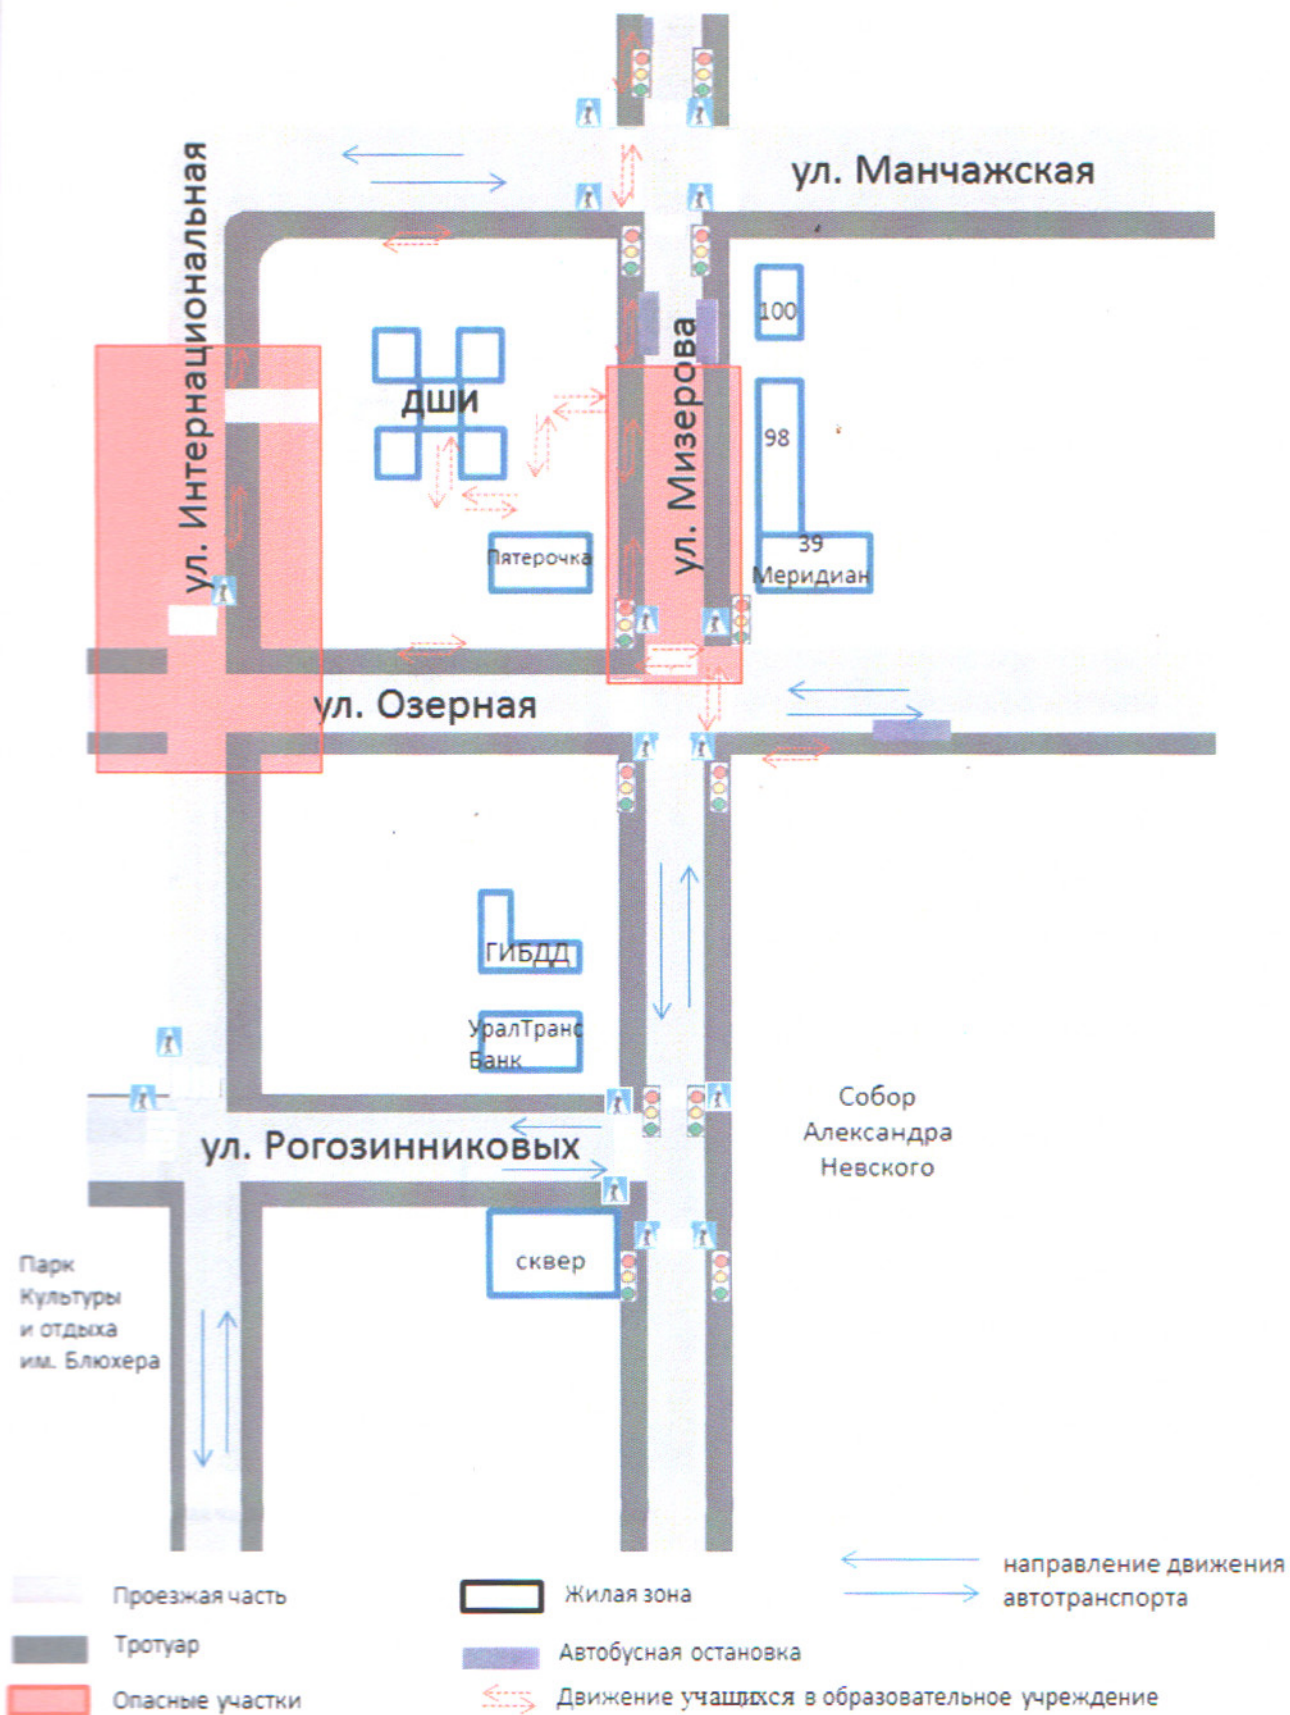 ул. Манчажская
ул. Интернациональная
100
ДШИ
ул. Мизерова
98
Пятерочка
39
Меридиан
ул. Озерная
ГИБДД
УралТранс
Банк
Собор
Александра
Невского
ул. Рогозинниковых
сквер
Парк
Культуры
и отдыха
им. Блюхера
Проезжая часть
Тротуар
Опасные участки
Жилая зона
Автобусная остановка
Движение учащихся в образовательное учреждение
направление движения
автотранспорта